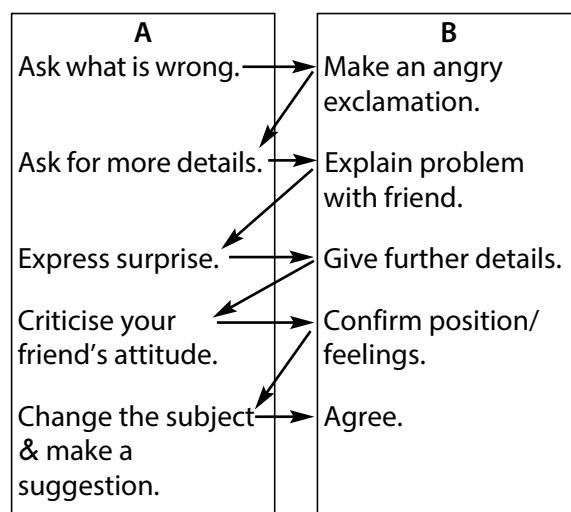 A
B
Ask what is wrong.
Make an angry
exclamation.
Ask for more details.
Explain problem
with friend.
Express surprise.
Give further details.
Criticise your
friend's attitude.
Confirm position/
feelings.
Change the subject
& make a
suggestion.
Agree.